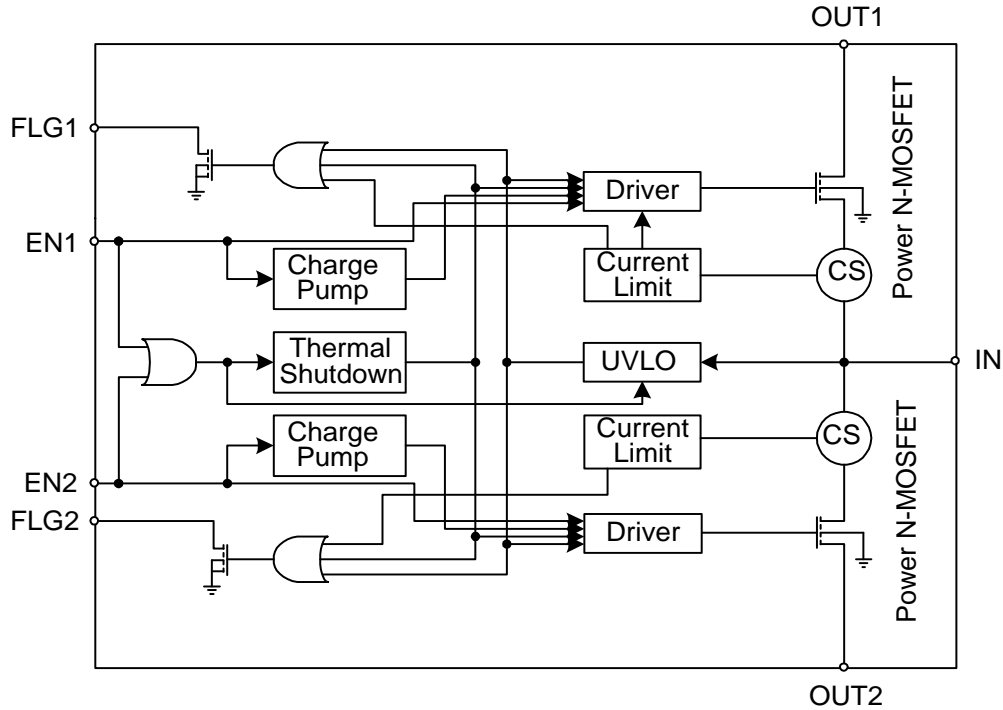 OUT1
FLG1
Driver
Power N-MOSFET
EN1
Charge
Pump
Current
Limit
CS
Thermal
Shutdown
UVLO
IN
Charge
Pump
Current
Limit
CS
EN2
FLG2
Driver
Power N-MOSFET
OUT2